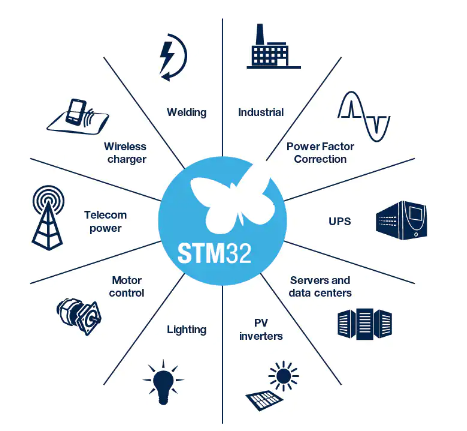 Welding
Industrial
Wireless
charger
Power Factor
Correction
Telecom
power
UPS
STM32
Motor
control
Servers and
data centers
Lighting
PV
inverters